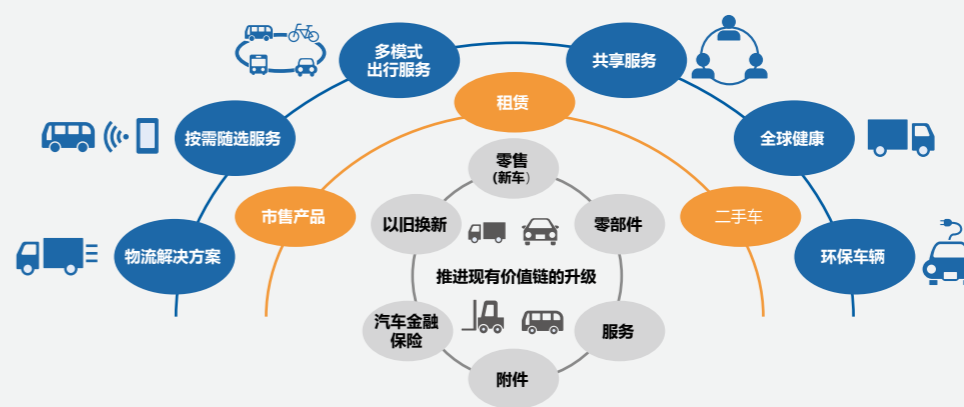 多模式
出行服务
共享服务
租赁
按需随选服务
全球健康
零售
(新车)
市售产品
以旧换新
零部件
二手车
物流解决方案
环保车辆
推进现有价值链的升级
汽车金融
保险
服务
附件